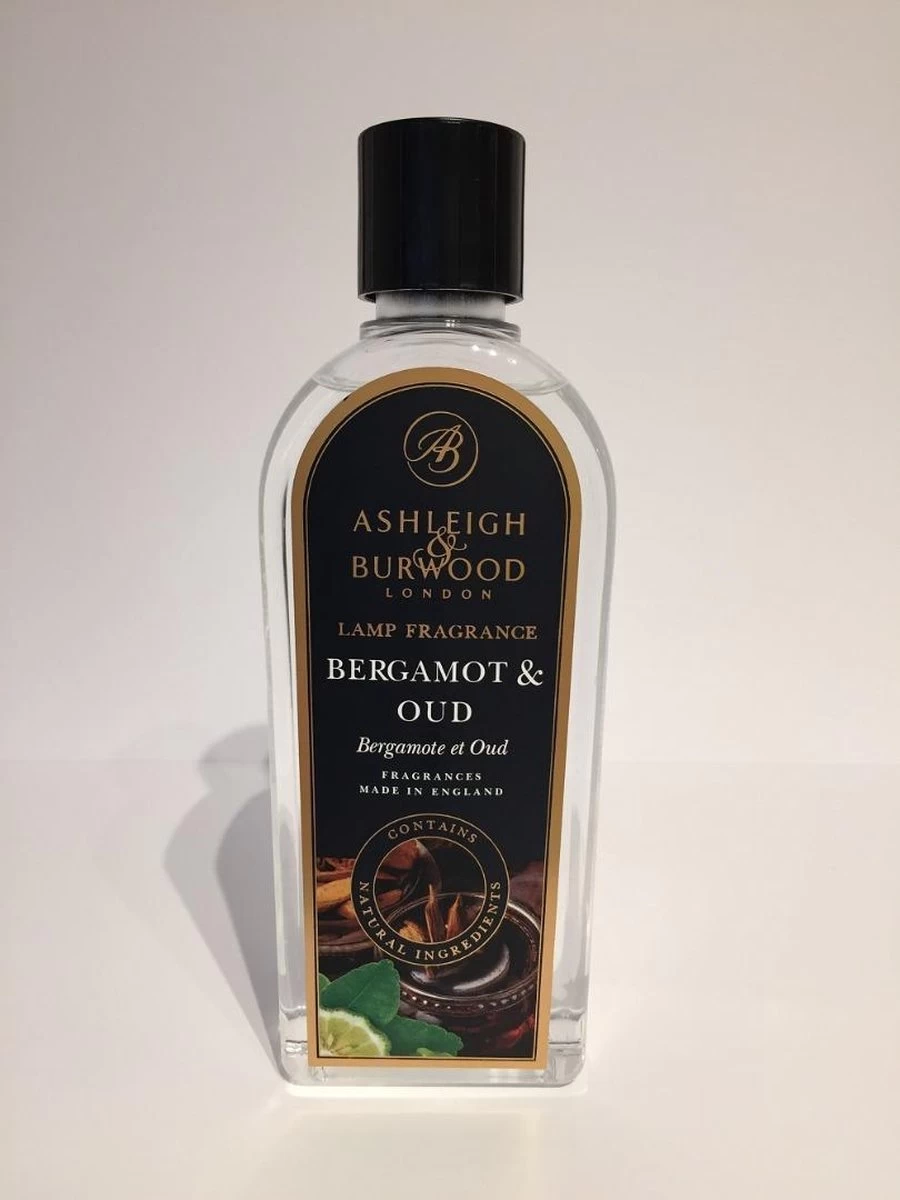 AB
ASHLEIGH
&
BURWOOD
LONDON
LAMP FRAGRANCE
BERGAMOT &
OUD
Bergamote et Oud
FRAGRANCES
MADE IN ENGLAND
CONTAINS
NATURAL INGREDIENTS